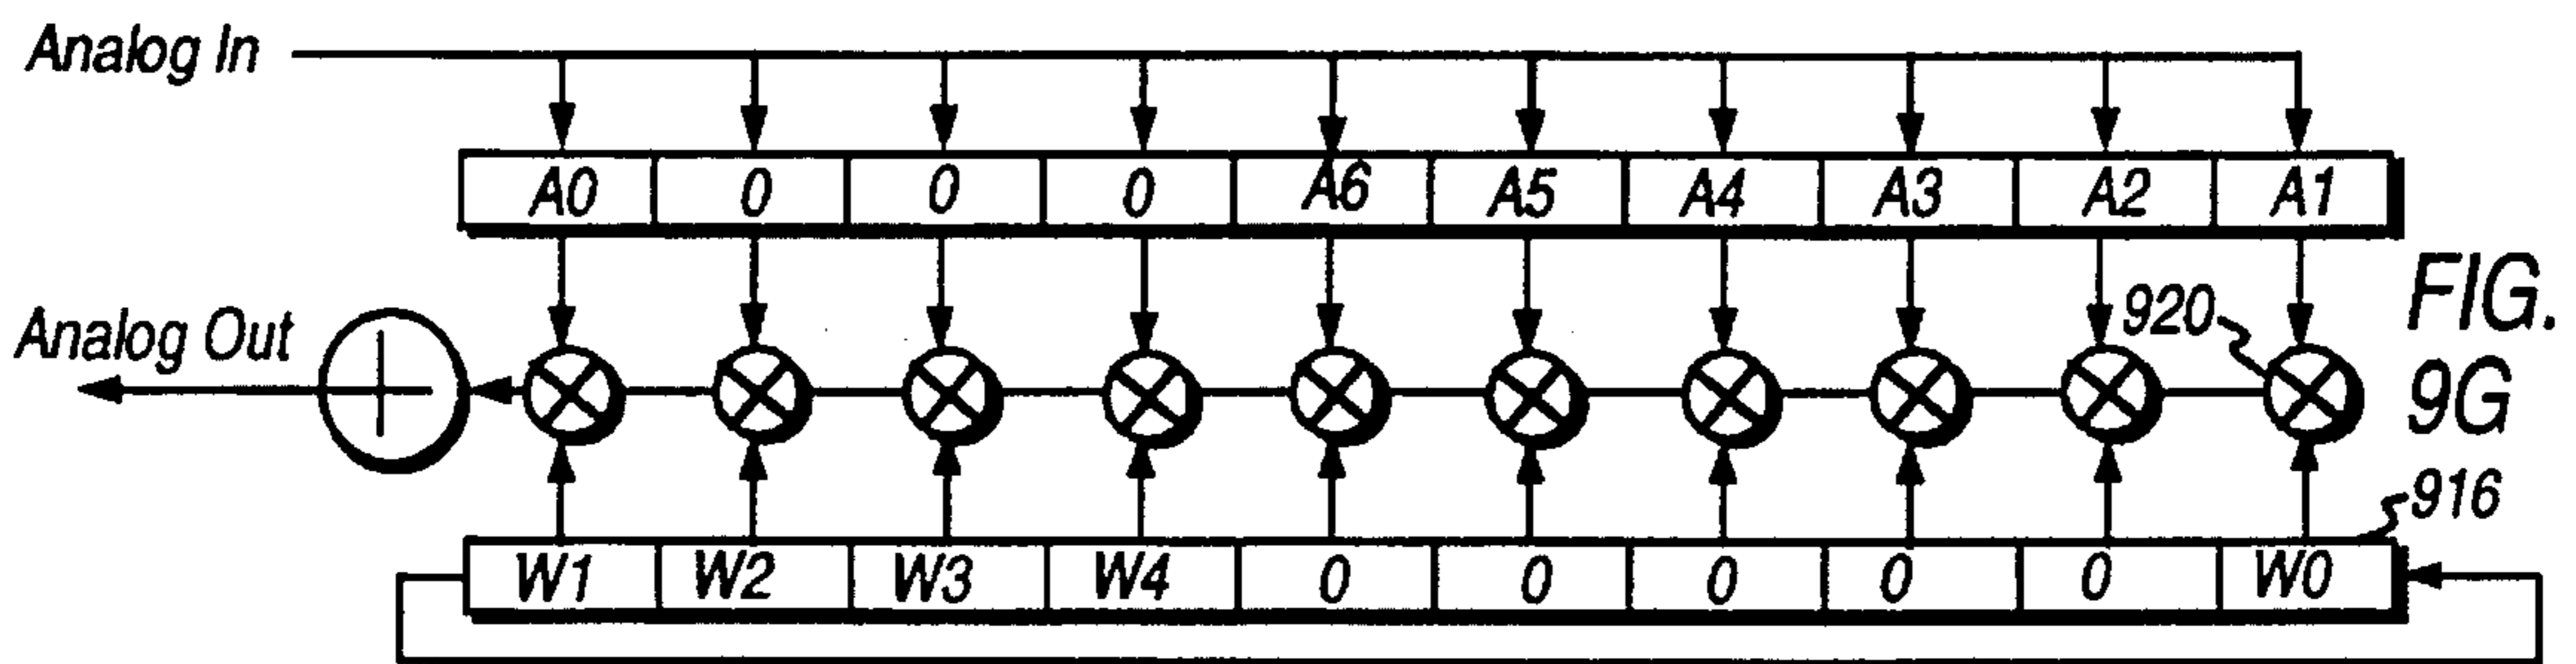 Analog In
A0 0 0 0 A6 A5 A4 A3 A2 A1
Analog Out
920
FIG.
9G
916
W1 W2 W3 W4 0 0 0 0 0 W0